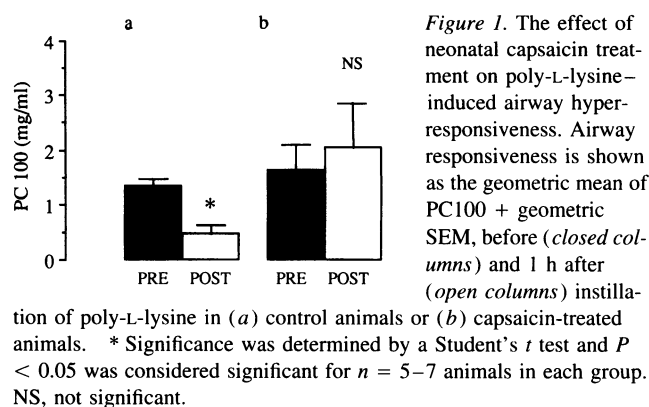 a
b
4
3
2
1
0
PC 100 (mg/ml)
NS
*
PRE
POST
PRE
POST
Figure 1. The effect of
neonatal capsaicin treat-
ment on poly-L-lysine–
induced airway hyper-
responsiveness. Airway
responsiveness is shown
as the geometric mean of
PC100 + geometric
SEM, before (closed col-
umns) and 1 h after
(open columns) instilla-
tion of poly-L-lysine in (a) control animals or (b) capsaicin-treated
animals. * Significance was determined by a Student's t test and P
< 0.05 was considered significant for n = 5–7 animals in each group.
NS, not significant.